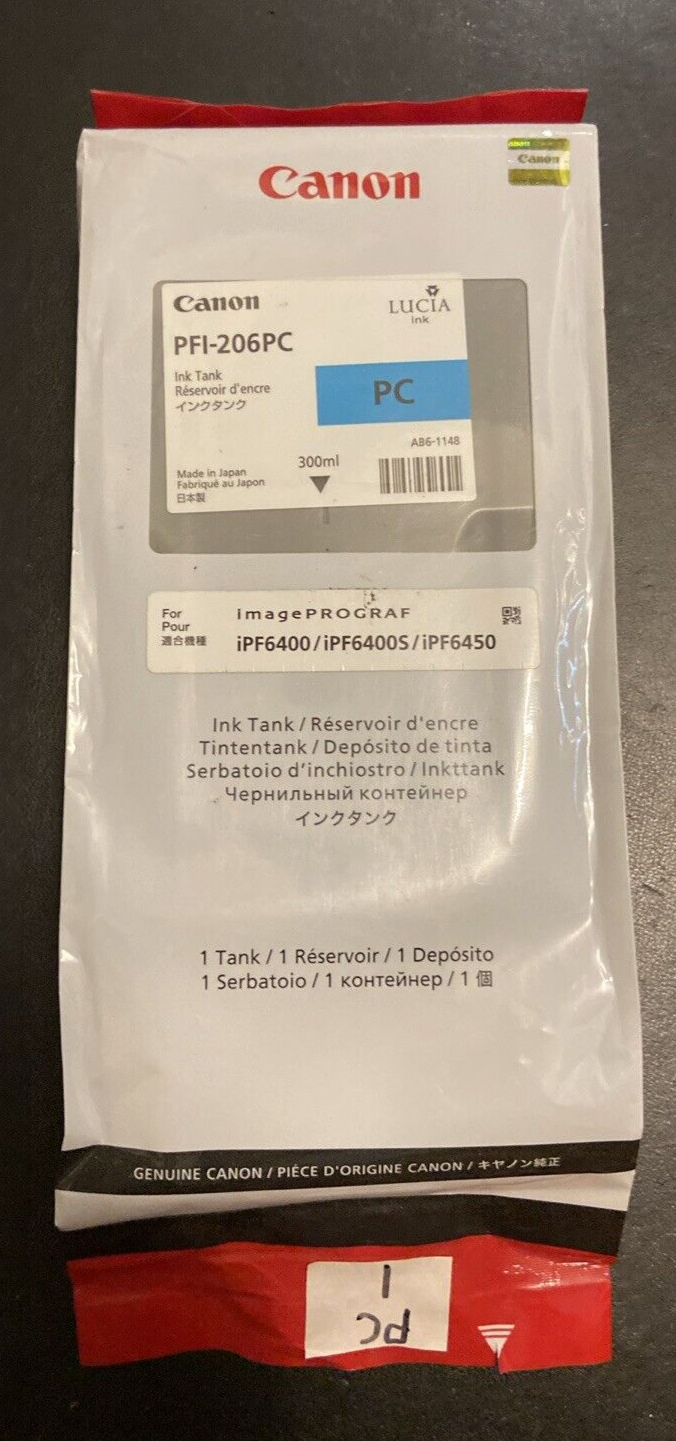 Canon
Canon
Canon
LUCIA
ink
PFI-206PC
Ink Tank
Réservoir d'encre
インクタンク
PC
AB6-1148
300ml
Made in Japan
Fabriqué au Japon
日本製
For
Pour
適合機種
imagePROGRAF
iPF6400/iPF6400S/iPF6450
Ink Tank / Réservoir d'encre
Tintentank / Depósito de tinta
Serbatoio d'inchiostro / Inkttank
Чернильный контейнер
インクタンク
1 Tank / 1 Réservoir / 1 Depósito
1 Serbatoio / 1 контейнер / 1 個
GENUINE CANON / PIÈCE D'ORIGINE CANON / キヤノン純正
PC
1